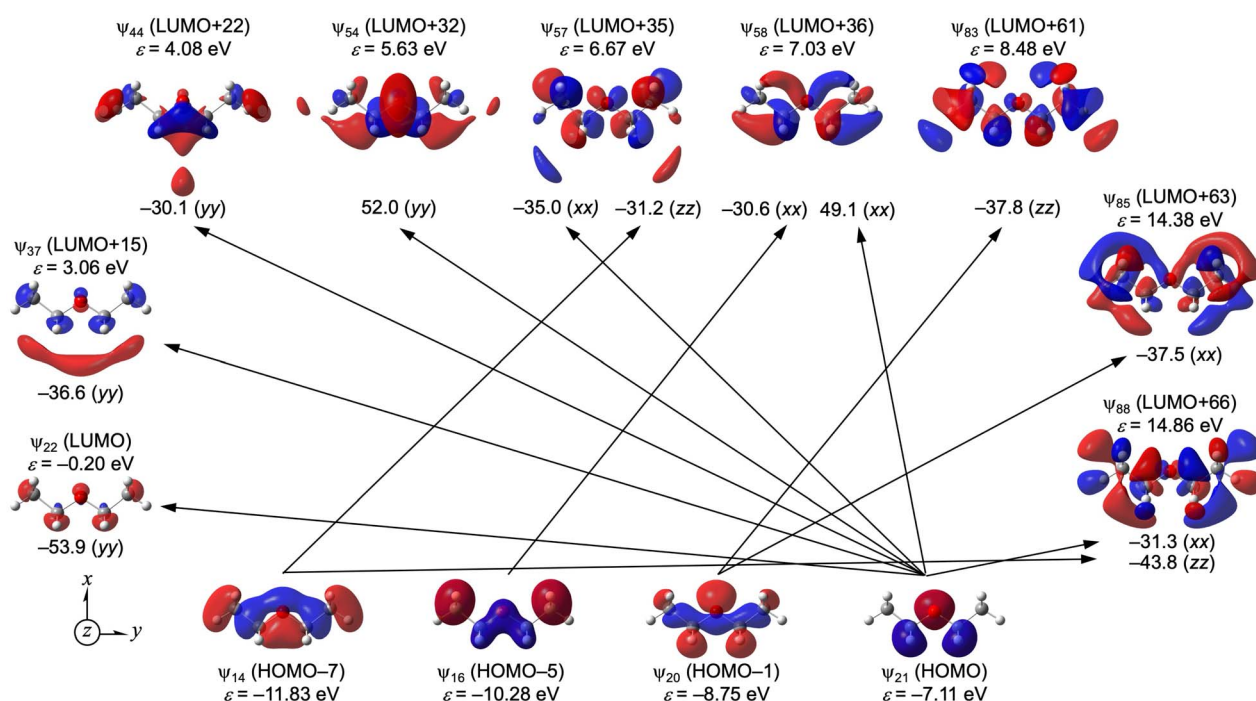 ψ₄₄ (LUMO+22)
ε = 4.08 eV
ψ₅₄ (LUMO+32)
ε = 5.63 eV
ψ₅₇ (LUMO+35)
ε = 6.67 eV
ψ₅₈ (LUMO+36)
ε = 7.03 eV
ψ₈₃ (LUMO+61)
ε = 8.48 eV
–30.1 (yy)
52.0 (yy)
–35.0 (xx)
–31.2 (zz)
–30.6 (xx)
49.1 (xx)
–37.8 (zz)
ψ₈₅ (LUMO+63)
ε = 14.38 eV
–37.5 (xx)
ψ₃₇ (LUMO+15)
ε = 3.06 eV
–36.6 (yy)
ψ₈₈ (LUMO+66)
ε = 14.86 eV
–31.3 (xx)
–43.8 (zz)
ψ₂₂ (LUMO)
ε = –0.20 eV
–53.9 (yy)
x
z
y
ψ₁₄ (HOMO–7)
ε = –11.83 eV
ψ₁₆ (HOMO–5)
ε = –10.28 eV
ψ₂₀ (HOMO–1)
ε = –8.75 eV
ψ₂₁ (HOMO)
ε = –7.11 eV